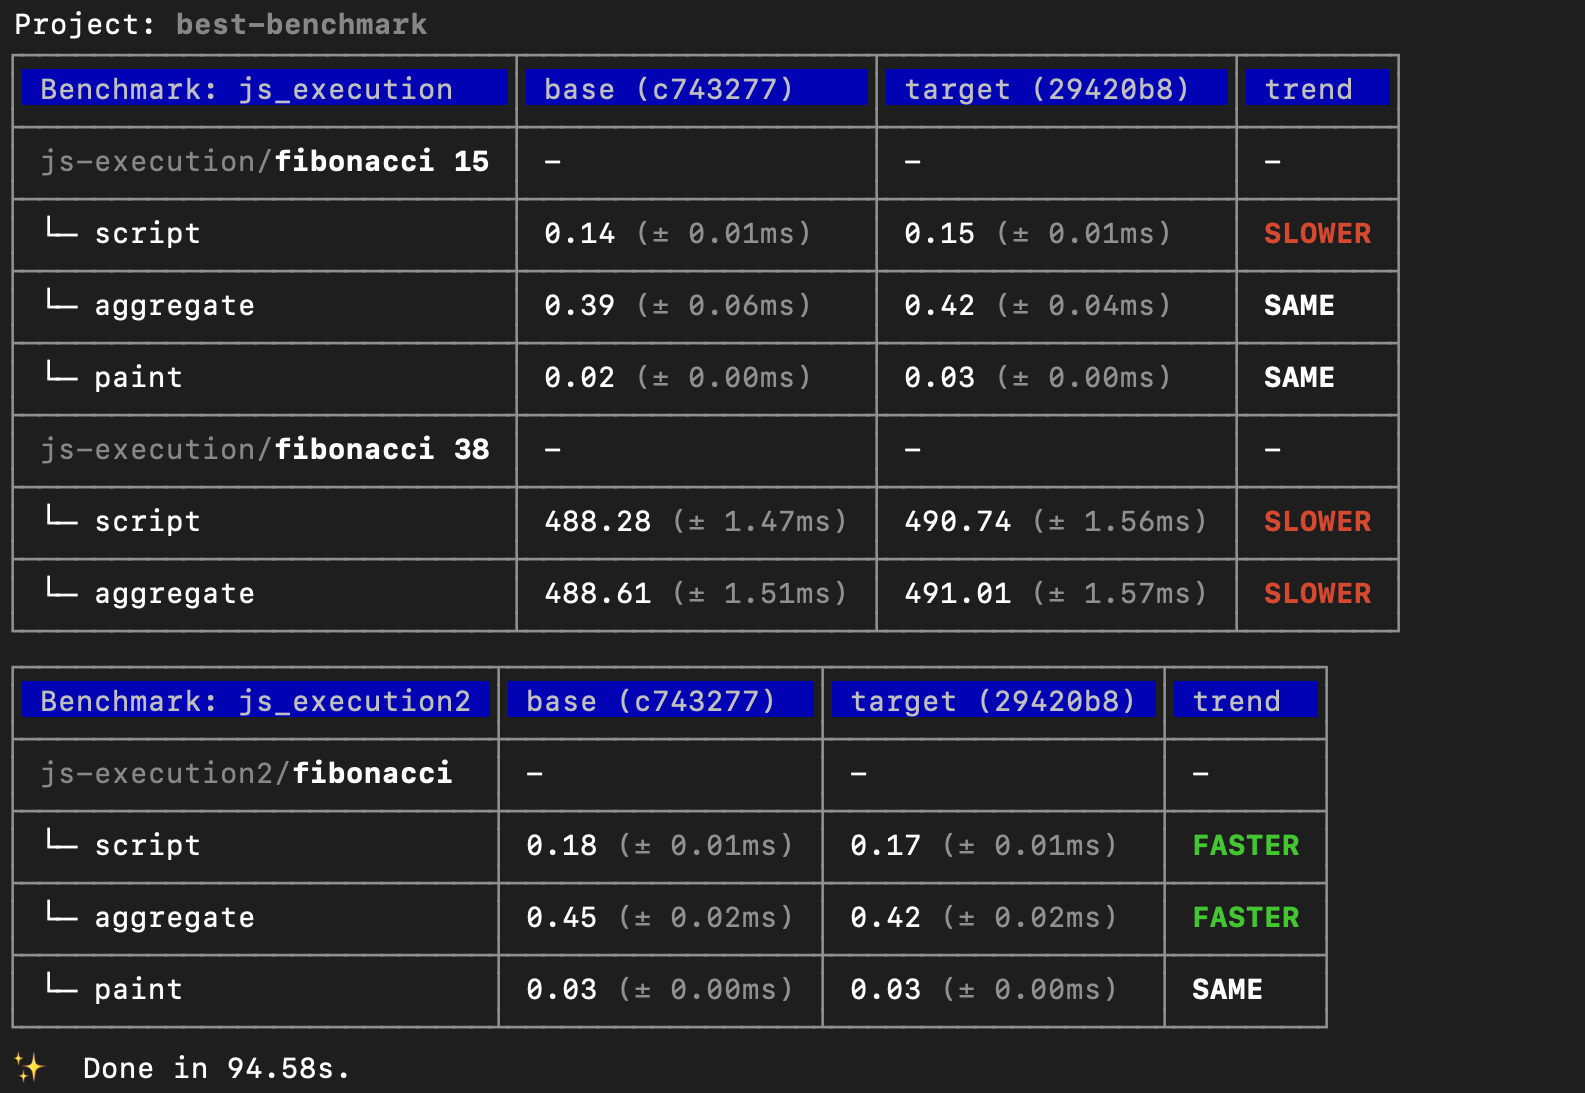 Project: best-benchmark
Benchmark: js_execution base (c743277) target (29420b8) trend
js-execution/fibonacci 15 – – –
└─ script 0.14 (± 0.01ms) 0.15 (± 0.01ms) SLOWER
└─ aggregate 0.39 (± 0.06ms) 0.42 (± 0.04ms) SAME
└─ paint 0.02 (± 0.00ms) 0.03 (± 0.00ms) SAME
js-execution/fibonacci 38 – – –
└─ script 488.28 (± 1.47ms) 490.74 (± 1.56ms) SLOWER
└─ aggregate 488.61 (± 1.51ms) 491.01 (± 1.57ms) SLOWER
Benchmark: js_execution2 base (c743277) target (29420b8) trend
js-execution2/fibonacci – – –
└─ script 0.18 (± 0.01ms) 0.17 (± 0.01ms) FASTER
└─ aggregate 0.45 (± 0.02ms) 0.42 (± 0.02ms) FASTER
└─ paint 0.03 (± 0.00ms) 0.03 (± 0.00ms) SAME
✨ Done in 94.58s.